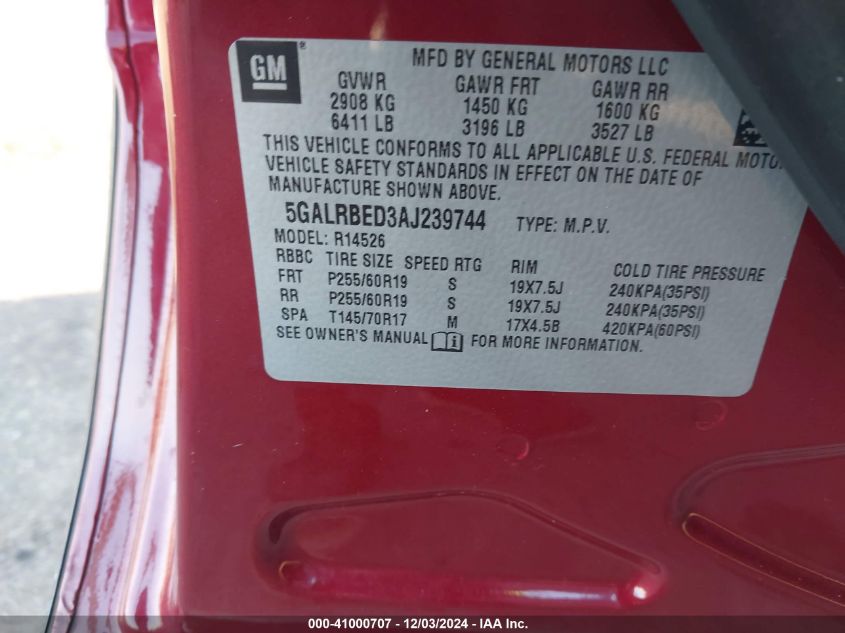 GM ®
MFD BY GENERAL MOTORS LLC
GVWR GAWR FRT GAWR RR
2908 KG 1450 KG 1600 KG
6411 LB 3196 LB 3527 LB
THIS VEHICLE CONFORMS TO ALL APPLICABLE U.S. FEDERAL MOTO
VEHICLE SAFETY STANDARDS IN EFFECT ON THE DATE OF
MANUFACTURE SHOWN ABOVE.
5GALRBED3AJ239744 TYPE: M.P.V.
MODEL: R14526
RBBC TIRE SIZE SPEED RTG RIM COLD TIRE PRESSURE
FRT P255/60R19 S 19X7.5J 240KPA(35PSI)
RR P255/60R19 S 19X7.5J 240KPA(35PSI)
SPA T145/70R17 M 17X4.5B 420KPA(60PSI)
SEE OWNER'S MANUAL i FOR MORE INFORMATION.
000-41000707 - 12/03/2024 - IAA Inc.